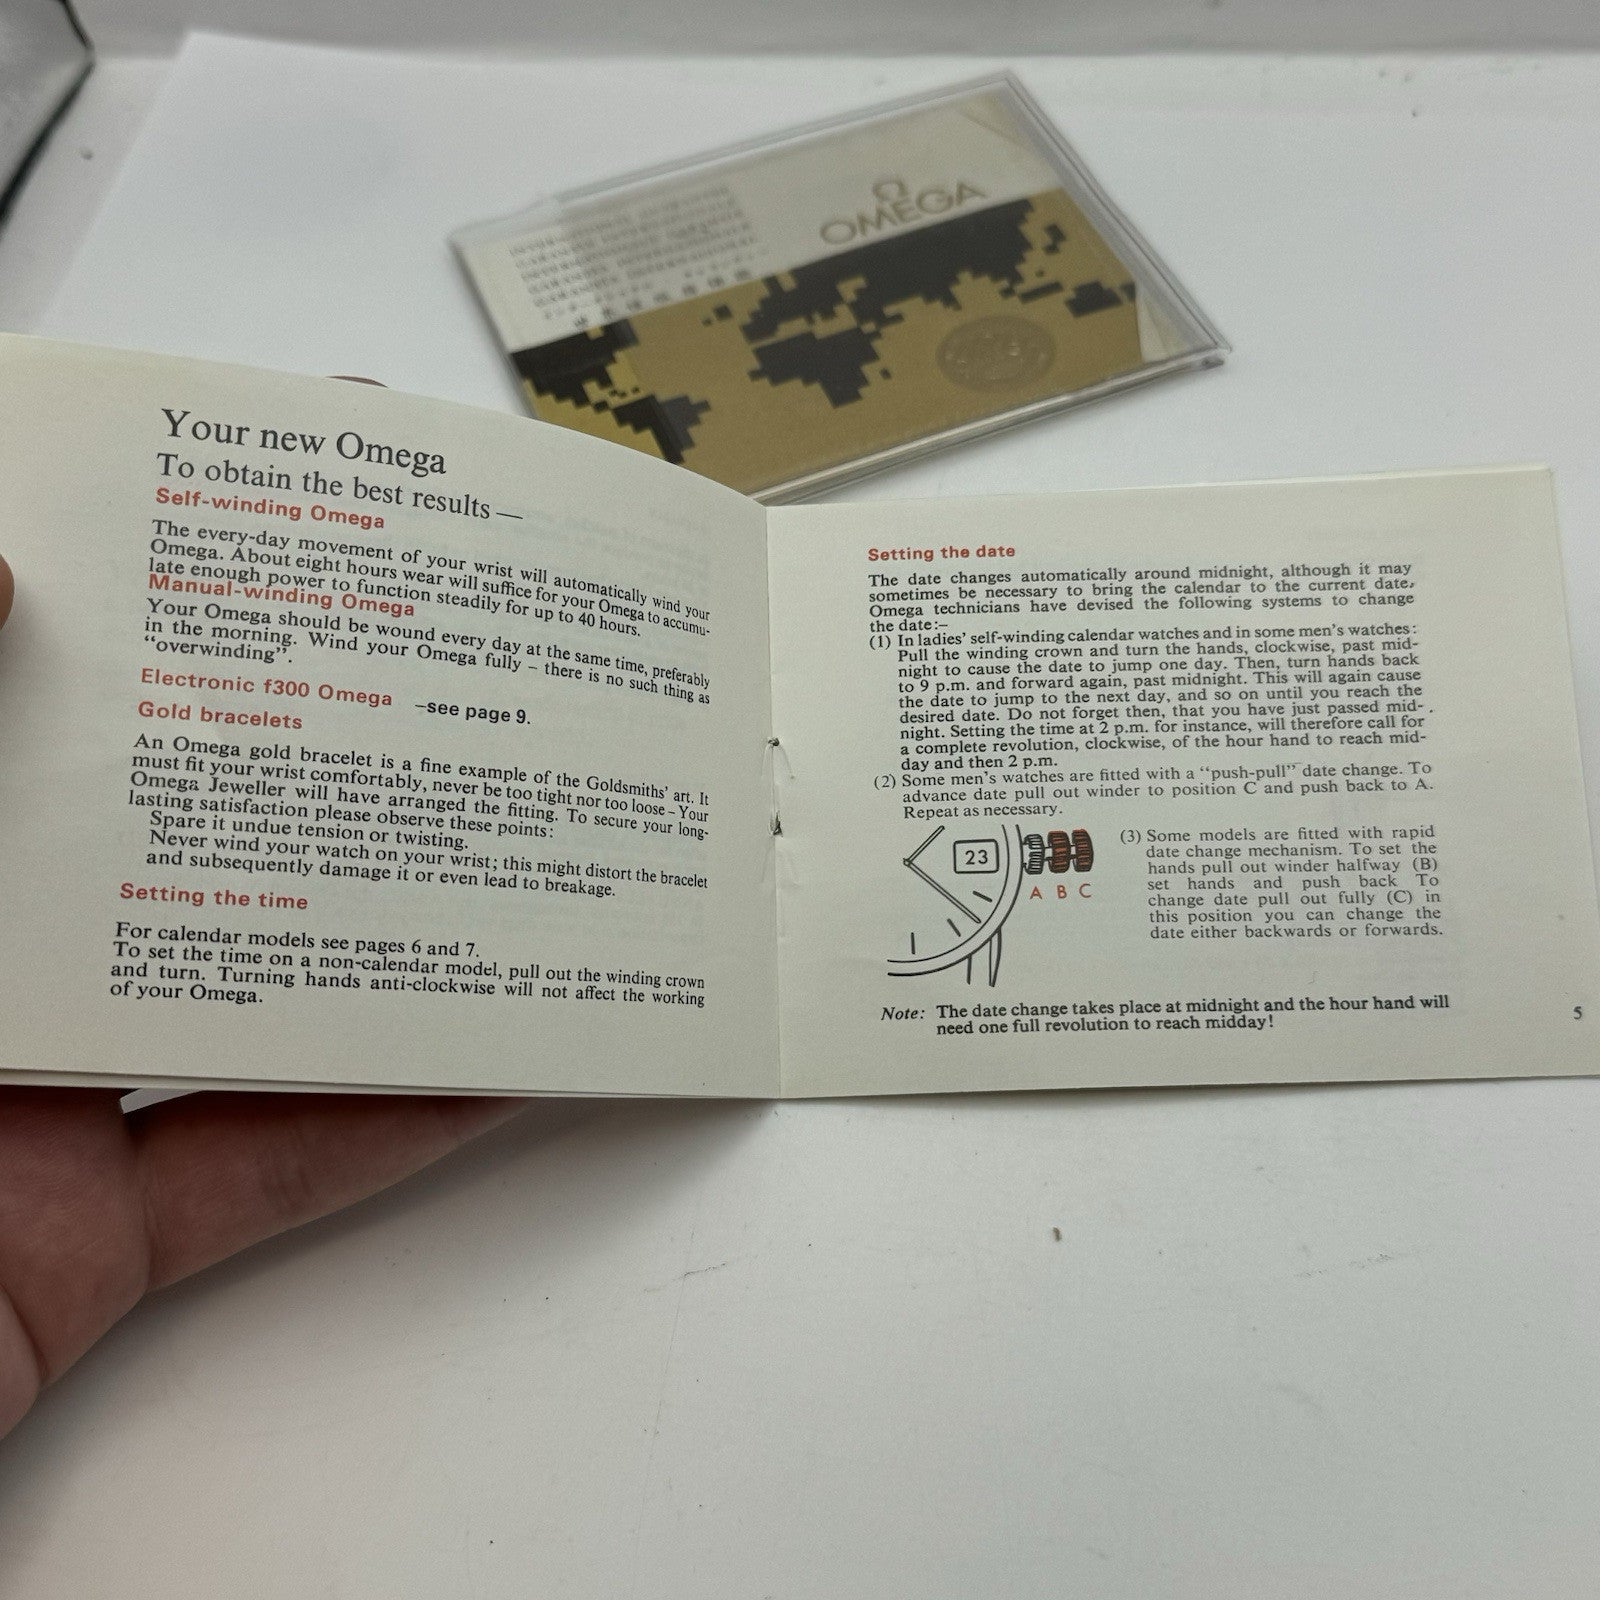 Ω
OMEGA
Your new Omega
To obtain the best results —
Self-winding Omega
The every-day movement of your wrist will automatically wind your
Omega. About eight hours wear will suffice for your Omega to accumu-
late enough power to function steadily for up to 40 hours.
Manual-winding Omega
Your Omega should be wound every day at the same time, preferably
in the morning. Wind your Omega fully – there is no such thing as
“overwinding”.
Electronic f300 Omega –see page 9.
Gold bracelets
An Omega gold bracelet is a fine example of the Goldsmiths’ art. It
must fit your wrist comfortably, never be too tight nor too loose – Your
Omega Jeweller will have arranged the fitting. To secure your long-
lasting satisfaction please observe these points:
Spare it undue tension or twisting.
Never wind your watch on your wrist; this might distort the bracelet
and subsequently damage it or even lead to breakage.
Setting the time
For calendar models see pages 6 and 7.
To set the time on a non-calendar model, pull out the winding crown
and turn. Turning hands anti-clockwise will not affect the working
of your Omega.
Setting the date
The date changes automatically around midnight, although it may
sometimes be necessary to bring the calendar to the current date.
Omega technicians have devised the following systems to change
the date:–
(1) In ladies’ self-winding calendar watches and in some men’s watches:
Pull the winding crown and turn the hands, clockwise, past mid-
night to cause the date to jump one day. Then, turn hands back
to 9 p.m. and forward again, past midnight. This will again cause
the date to jump to the next day, and so on until you reach the
desired date. Do not forget then, that you have just passed mid-
night. Setting the time at 2 p.m. for instance, will therefore call for
a complete revolution, clockwise, of the hour hand to reach mid-
day and then 2 p.m.
(2) Some men’s watches are fitted with a “push-pull” date change. To
advance date pull out winder to position C and push back to A.
Repeat as necessary.
23
A B C
(3) Some models are fitted with rapid
date change mechanism. To set the
hands pull out winder halfway (B)
set hands and push back To
change date pull out fully (C) in
this position you can change the
date either backwards or forwards.
Note: The date change takes place at midnight and the hour hand will
need one full revolution to reach midday!
5